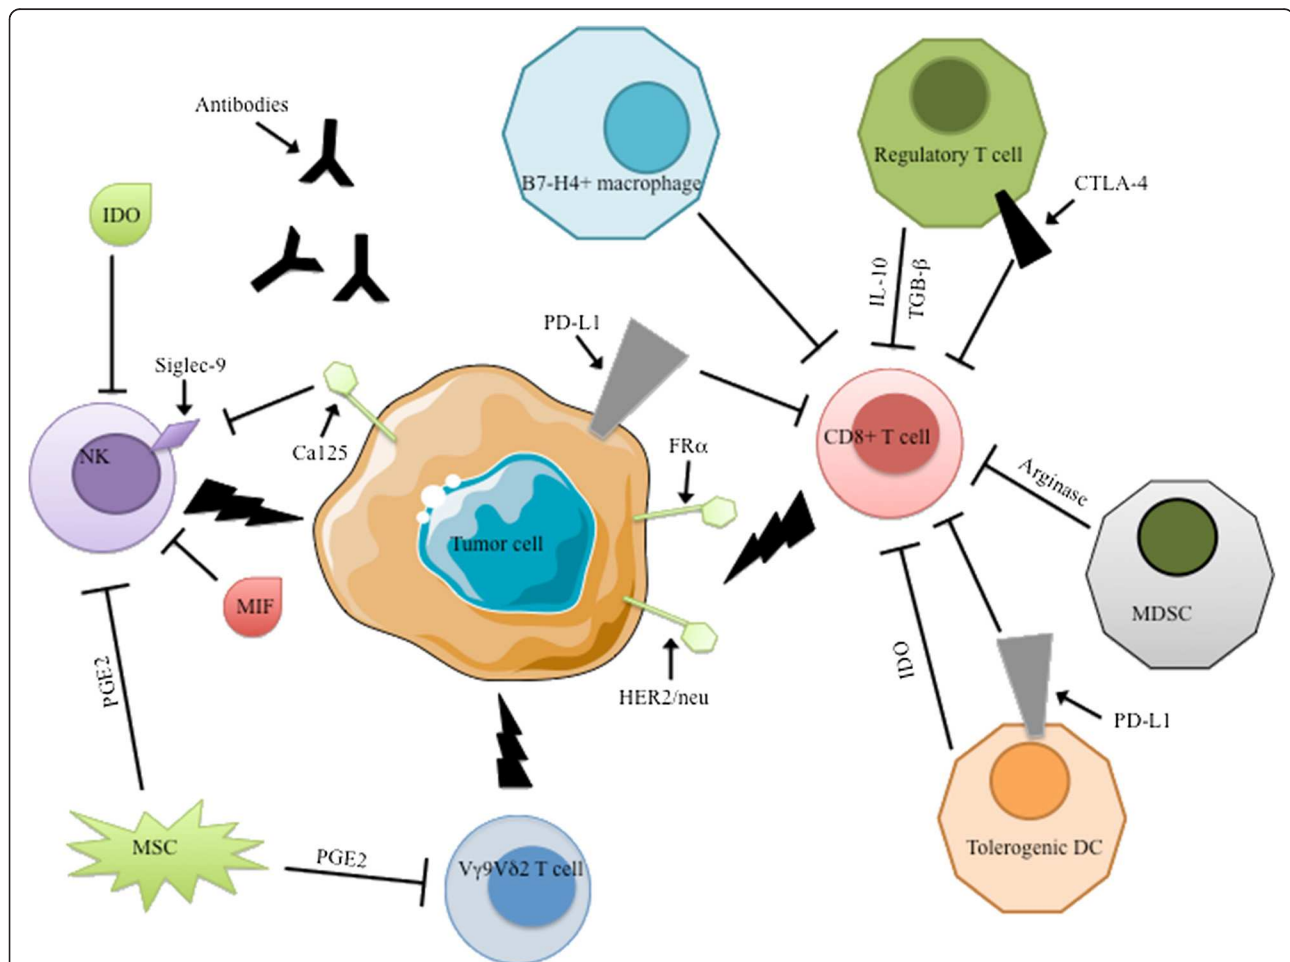 Antibodies
B7-H4+ macrophage
Regulatory T cell
CTLA-4
IDO
IL-10
TGB-β
PD-L1
Siglec-9
Ca125
FRα
CD8+ T cell
NK
Arginase
Tumor cell
MIF
MDSC
PGE2
HER2/neu
IDO
PD-L1
MSC
PGE2
Vγ9Vδ2 T cell
Tolerogenic DC